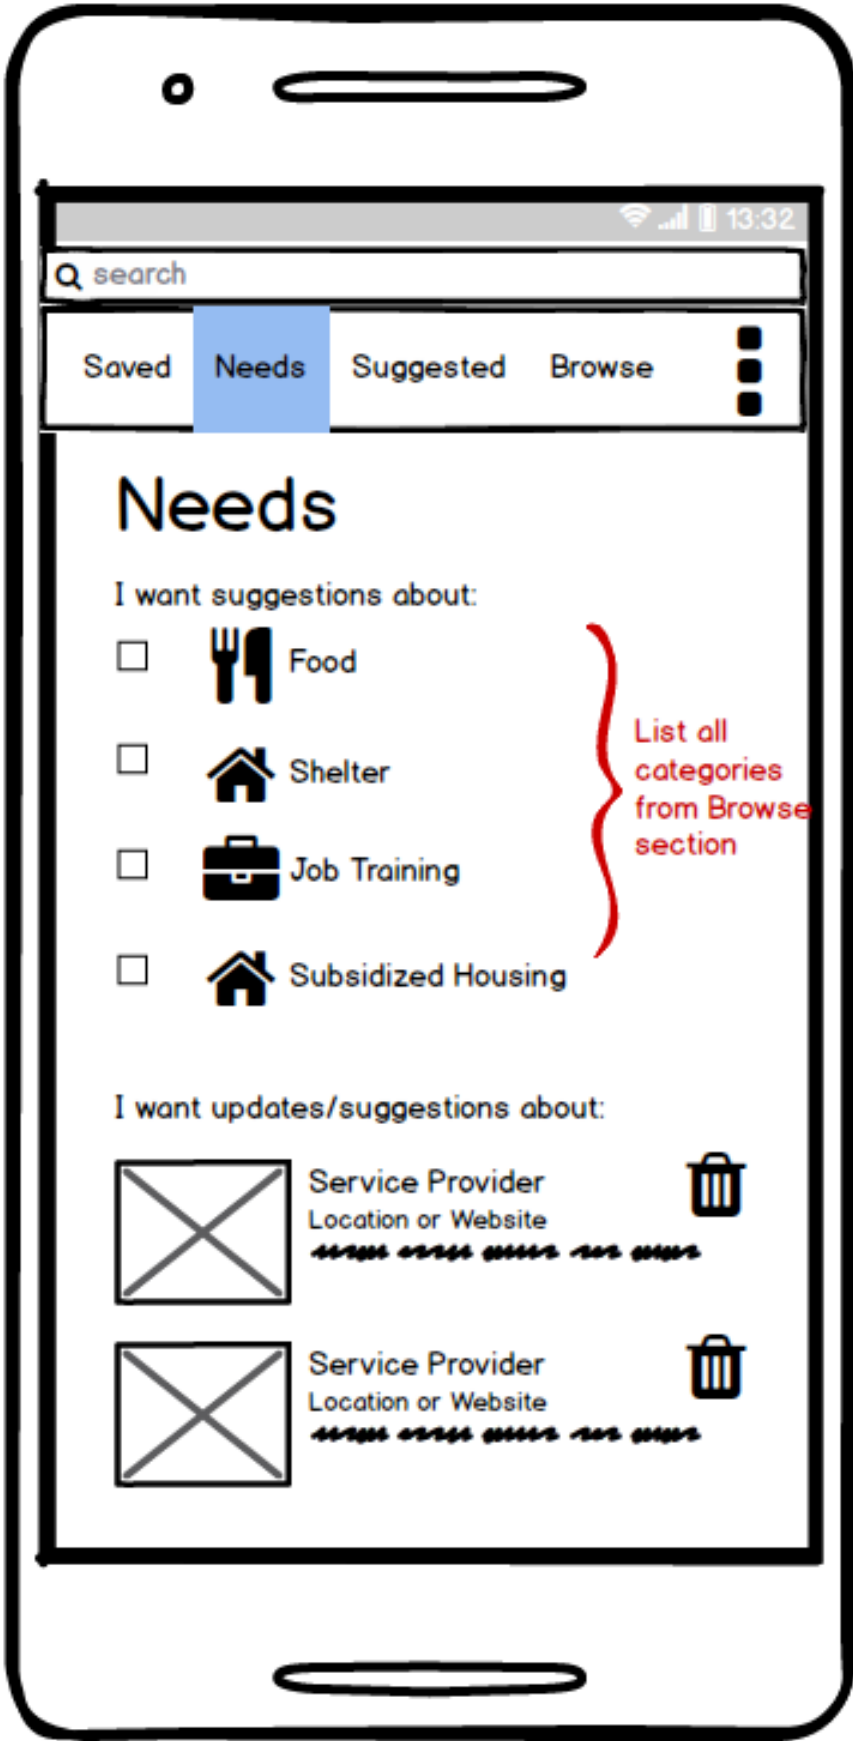 13:32
search
Saved Needs Suggested Browse
Needs
I want suggestions about:
Food
Shelter
Job Training
Subsidized Housing
List all
categories
from Browse
section
I want updates/suggestions about:
Service Provider
Location or Website
Service Provider
Location or Website